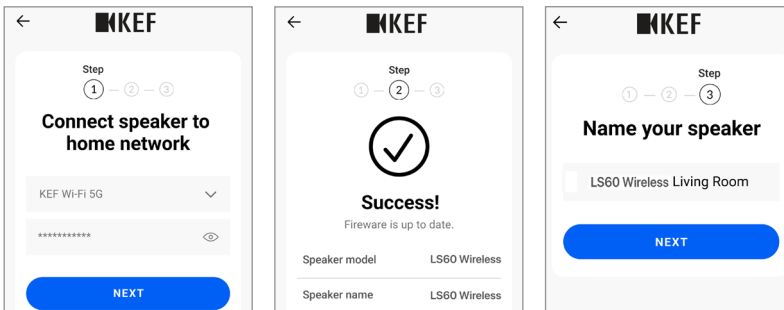 KEF
Step
1 2 3
Connect speaker to
home network
KEF Wi-Fi 5G
***********
NEXT
KEF
Step
1 2 3
Success!
Fireware is up to date.
Speaker model LS60 Wireless
Speaker name LS60 Wireless
KEF
Step
1 2 3
Name your speaker
LS60 Wireless Living Room
NEXT